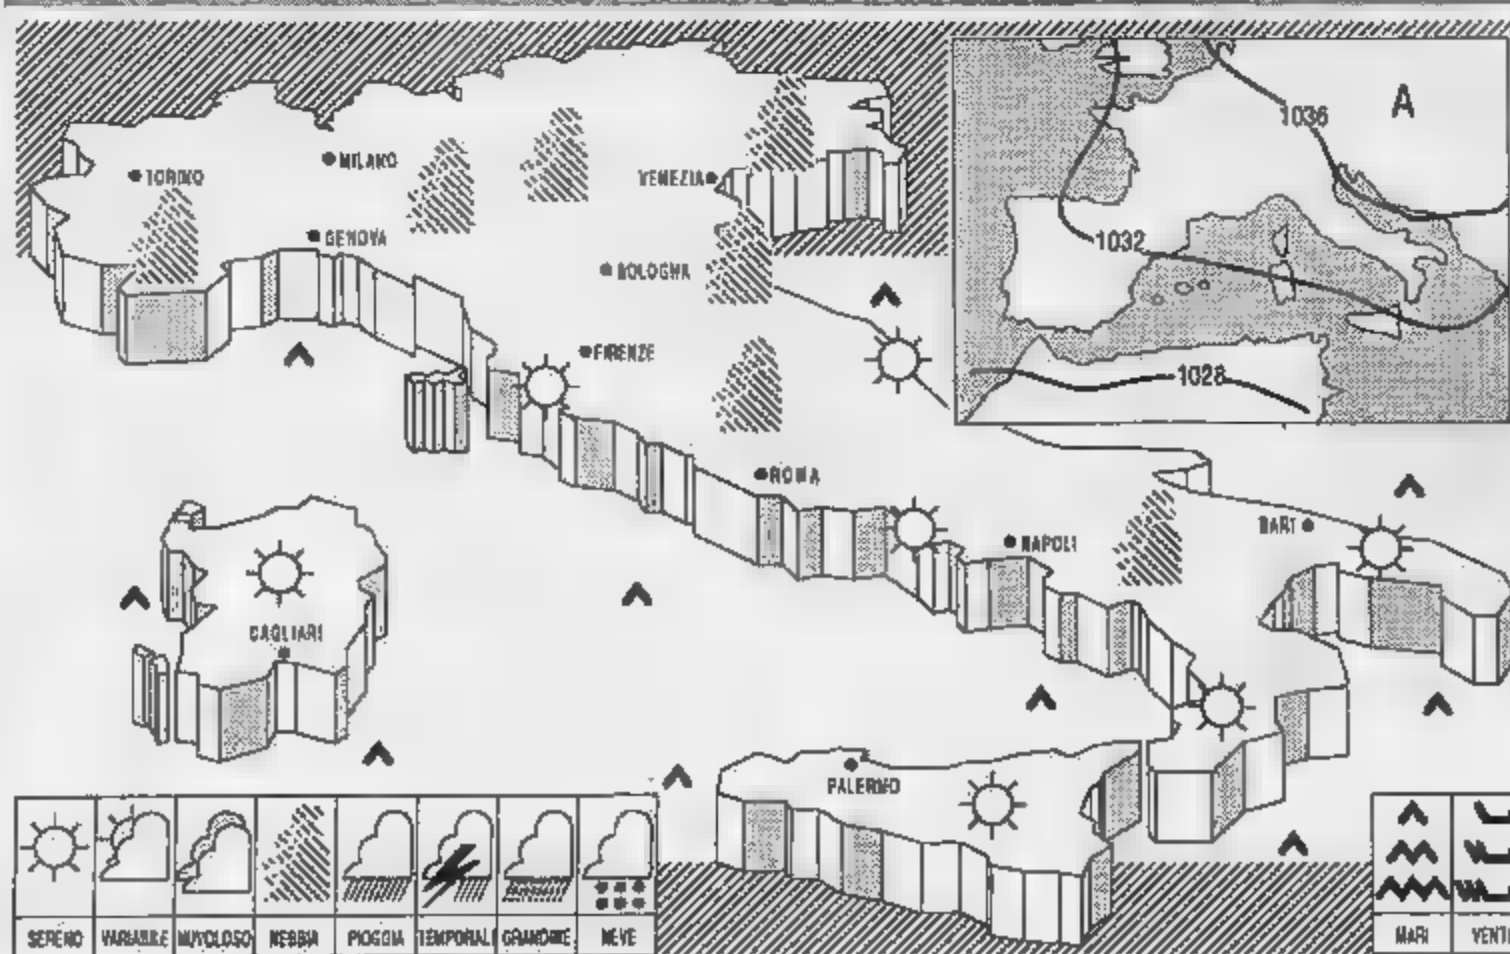 1036
A
MILANO
TORINO
VENEZIA
GENOVA
1032
BOLOGNA
FIRENZE
1028
ROMA
BARI
NAPOLI
CAGLIARI
PALERMO
SERENO
VARIABILE
NUVOLOSO
NEBBIA
PIOGGIA
TEMPORALI
GRANDINE
NEVE
MARI
VENTI